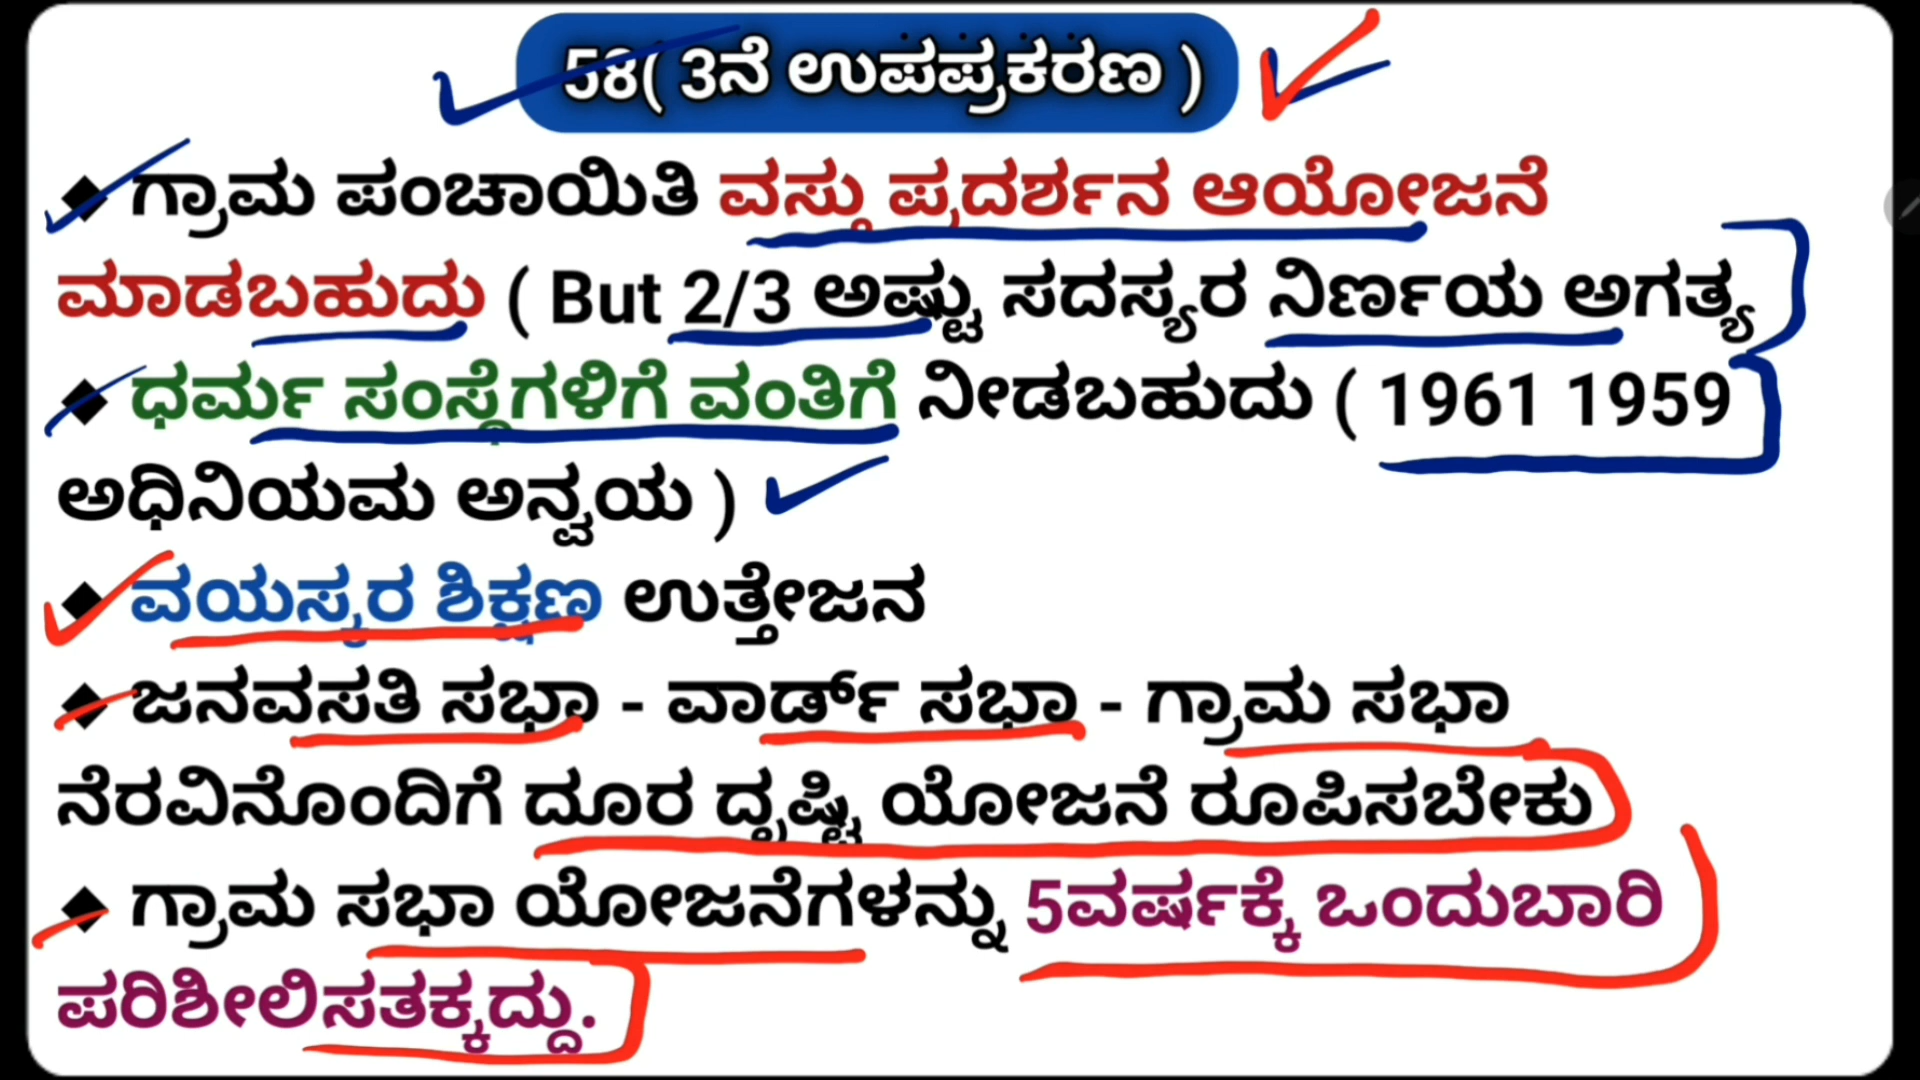 58( 3ನೆ ಉಪಪ್ರಕರಣ )
◆ ಗ್ರಾಮ ಪಂಚಾಯಿತಿ ವಸ್ತು ಪ್ರದರ್ಶನ ಆಯೋಜನೆ
ಮಾಡಬಹುದು ( But 2/3 ಅಷ್ಟು ಸದಸ್ಯರ ನಿರ್ಣಯ ಅಗತ್ಯ
◆ ಧರ್ಮ ಸಂಸ್ಥೆಗಳಿಗೆ ವಂತಿಗೆ ನೀಡಬಹುದು ( 1961 1959
ಅಧಿನಿಯಮ ಅನ್ವಯ )
◆ ವಯಸ್ಕರ ಶಿಕ್ಷಣ ಉತ್ತೇಜನ
◆ ಜನವಸತಿ ಸಭಾ - ವಾರ್ಡ್ ಸಭಾ - ಗ್ರಾಮ ಸಭಾ
ನೆರವಿನೊಂದಿಗೆ ದೂರ ದೃಷ್ಟಿ ಯೋಜನೆ ರೂಪಿಸಬೇಕು
◆ ಗ್ರಾಮ ಸಭಾ ಯೋಜನೆಗಳನ್ನು 5ವರ್ಷಕ್ಕೆ ಒಂದುಬಾರಿ
ಪರಿಶೀಲಿಸತಕ್ಕದ್ದು.